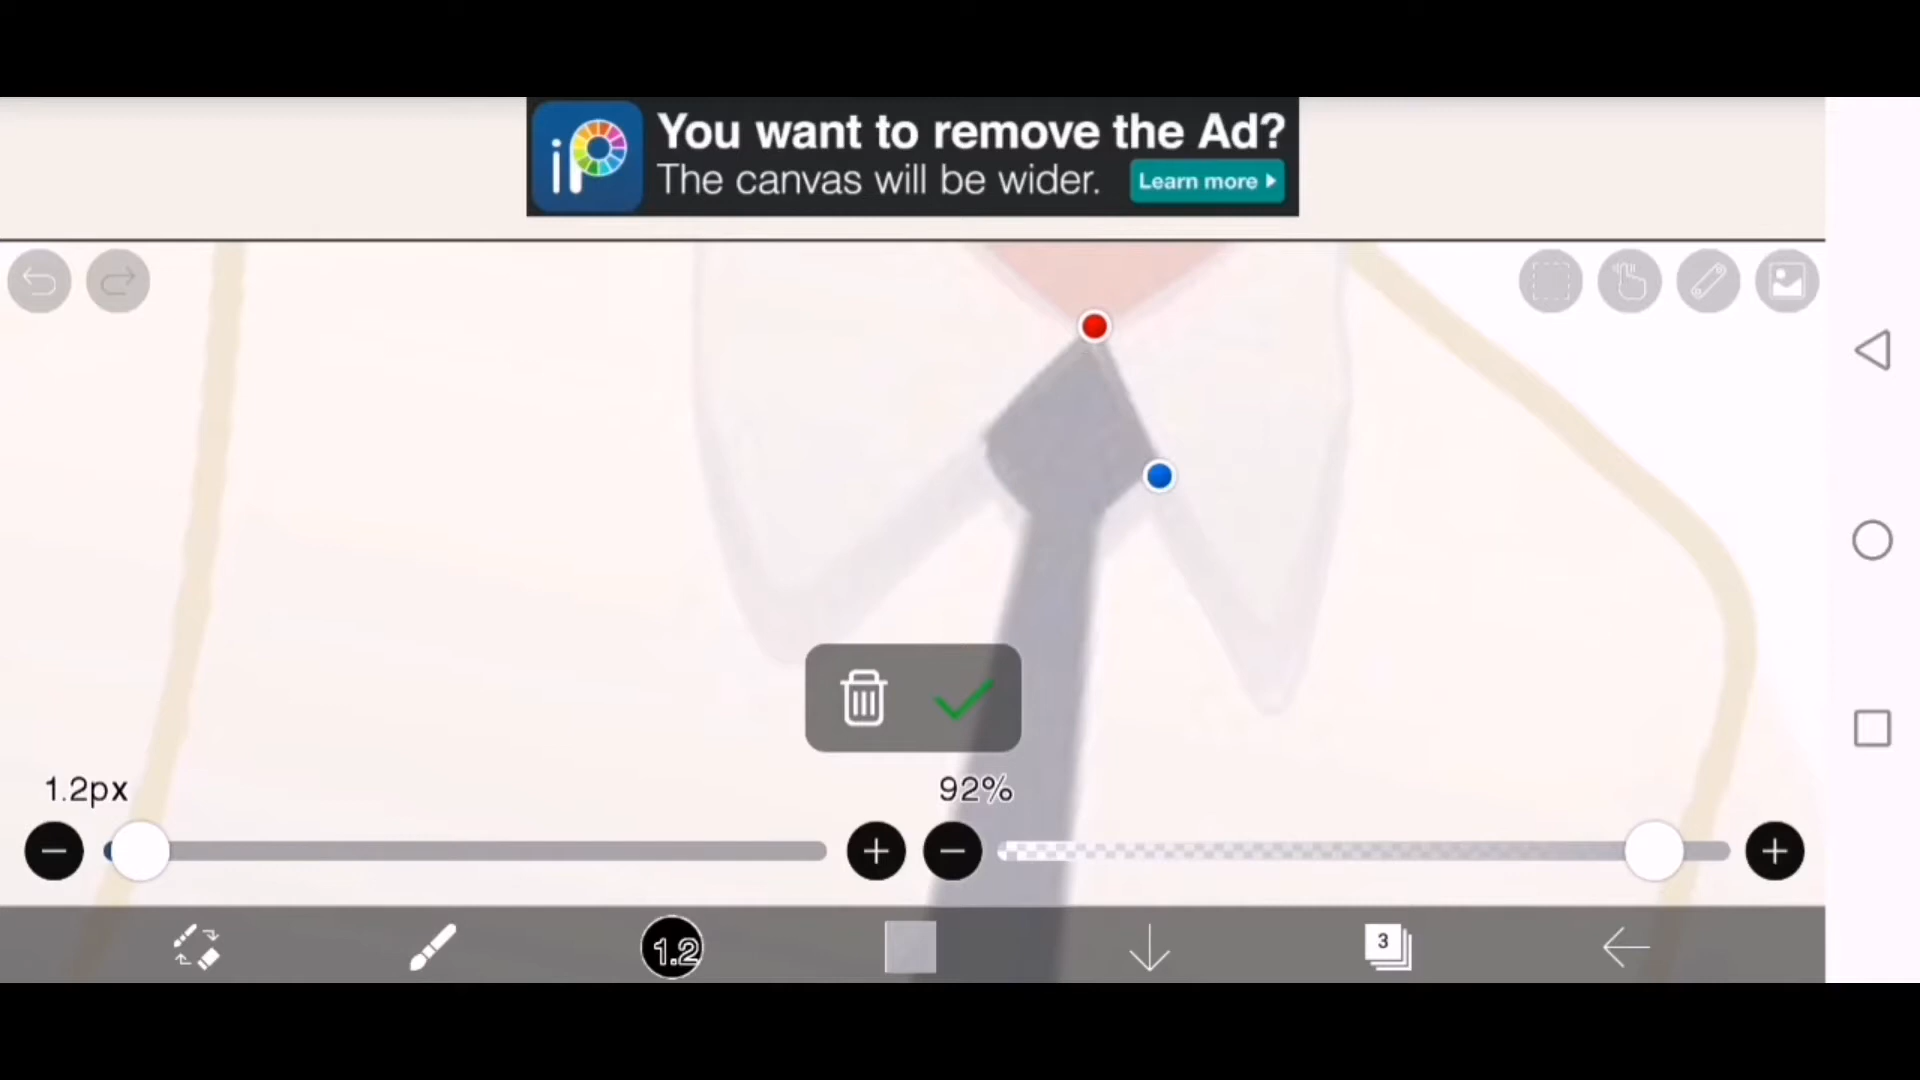 iP
You want to remove the Ad?
The canvas will be wider.
Learn more
1.2px
92%
1.2
3